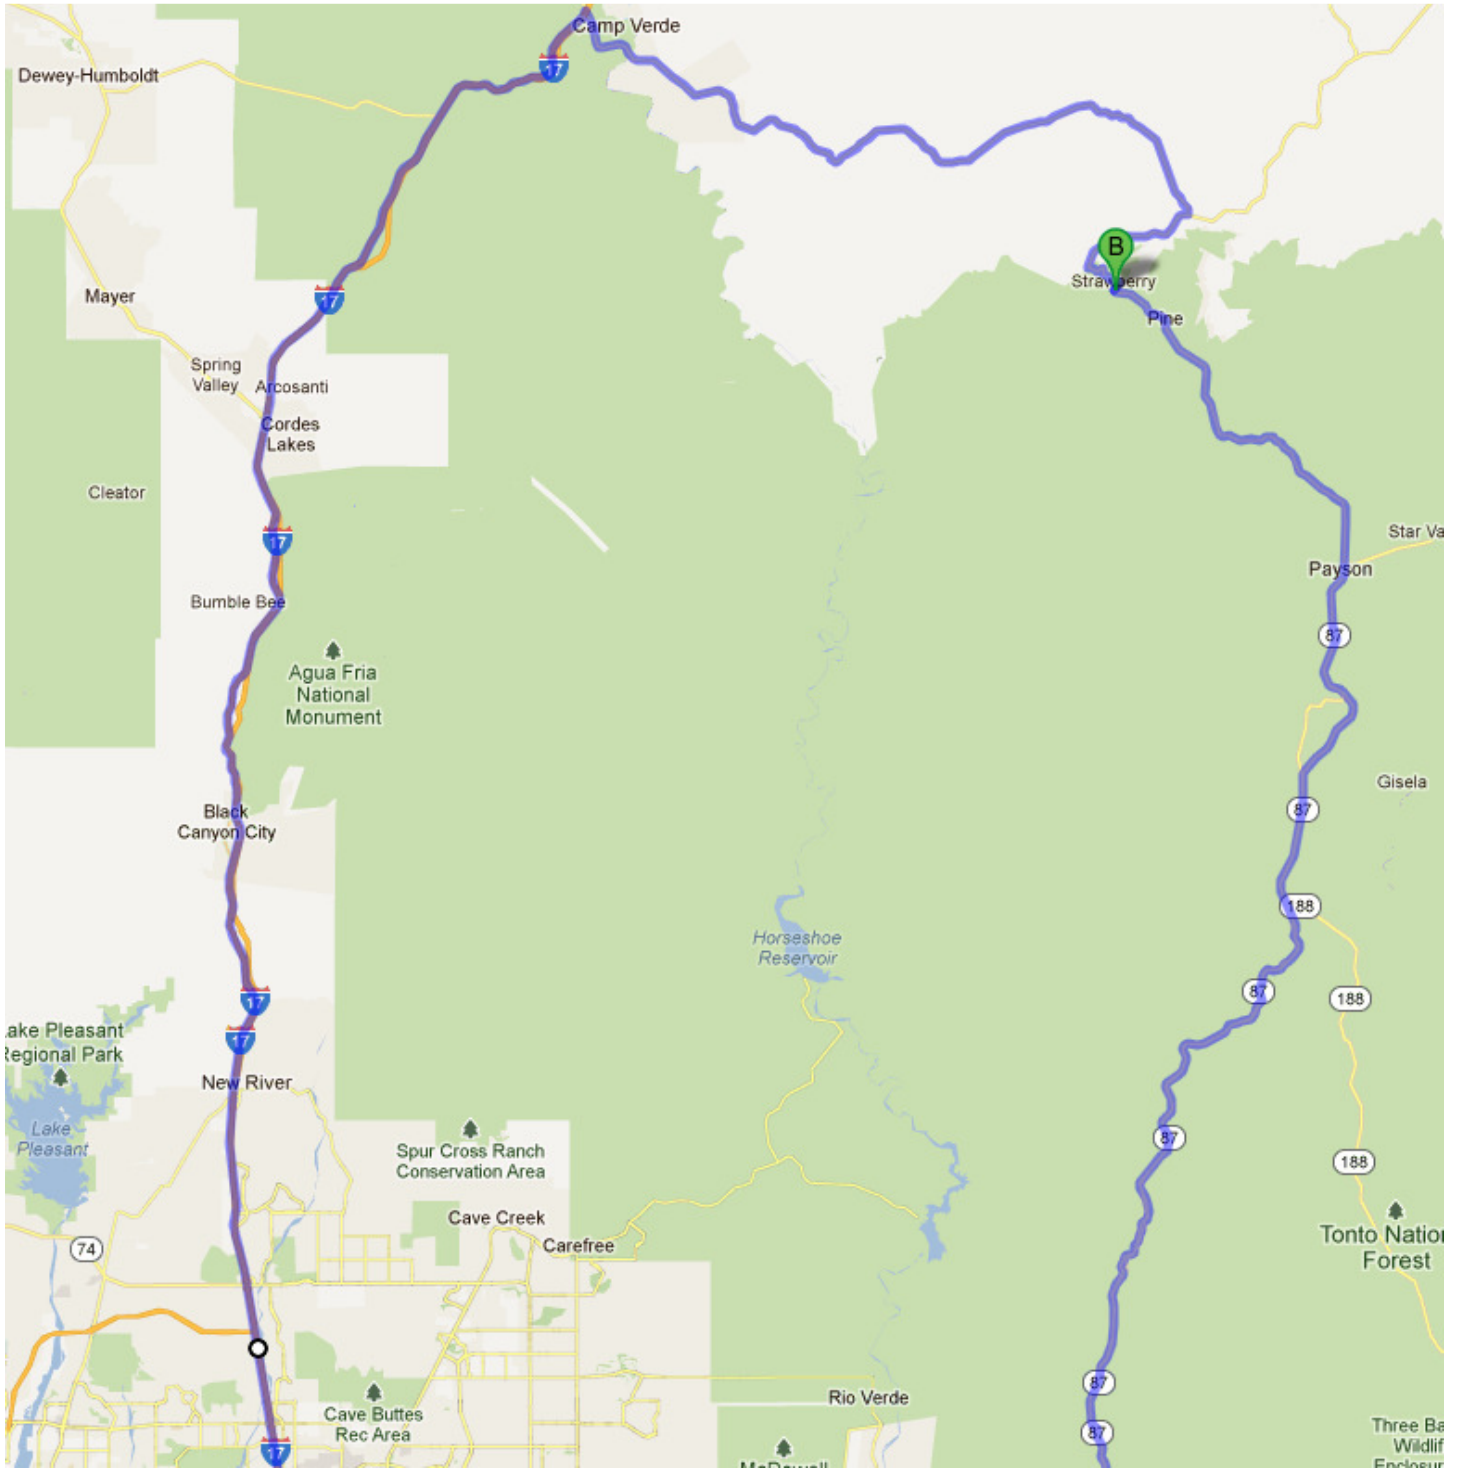 Camp Verde
17
Dewey-Humboldt
B
Strawberry
Mayer
17
Pine
Spring
Valley
Arcosanti
Cordes
Lakes
Cleator
17
Star Va
Payson
Bumble Bee
87
Agua Fria
National
Monument
Gisela
87
Black
Canyon City
188
Horseshoe
Reservoir
87
188
17
ake Pleasant
Regional Park
17
New River
Lake
Pleasant
87
Spur Cross Ranch
Conservation Area
188
Cave Creek
Tonto Nation
Forest
Carefree
74
87
Rio Verde
Cave Buttes
Rec Area
87
Three Ba
Wildlif
Enclosur
17
McDowell